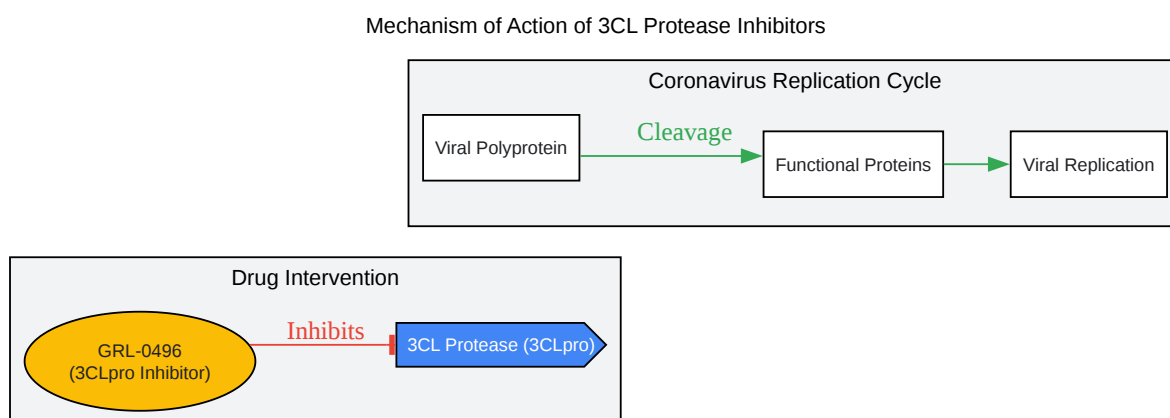 Mechanism of Action of 3CL Protease Inhibitors
Coronavirus Replication Cycle
Viral Polyprotein
Cleavage
Functional Proteins
Viral Replication
Drug Intervention
GRL-0496
(3CLpro Inhibitor)
Inhibits
3CL Protease (3CLpro)